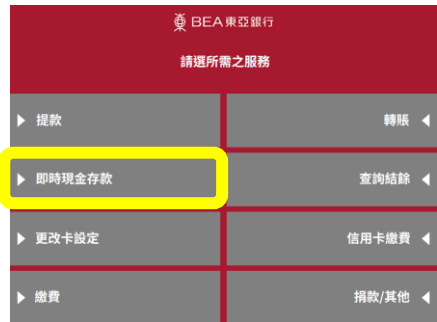 BEA東亞銀行
請選所需之服務
提款
轉賬
即時現金存款
查詢結餘
更改卡設定
信用卡繳費
繳費
捐款/其他